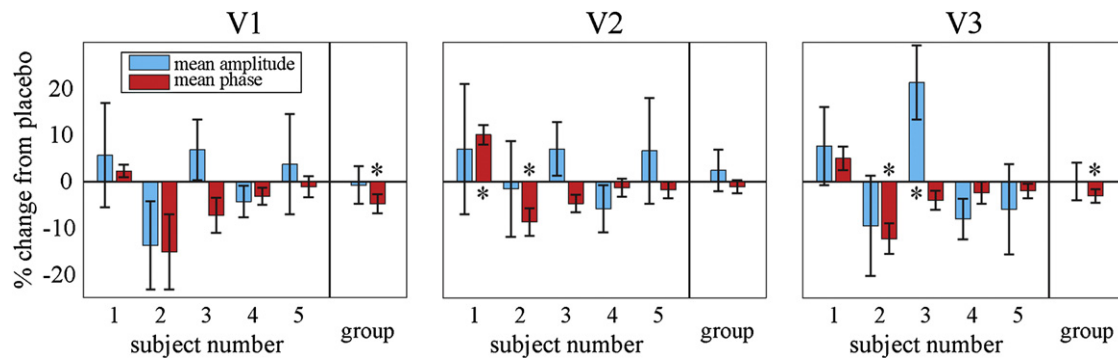 V1 V2 V3
mean amplitude
mean phase
% change from placebo
20
10
0
-10
-20
* * * * * * *
1 2 3 4 5 group
1 2 3 4 5 group
1 2 3 4 5 group
subject number
subject number
subject number